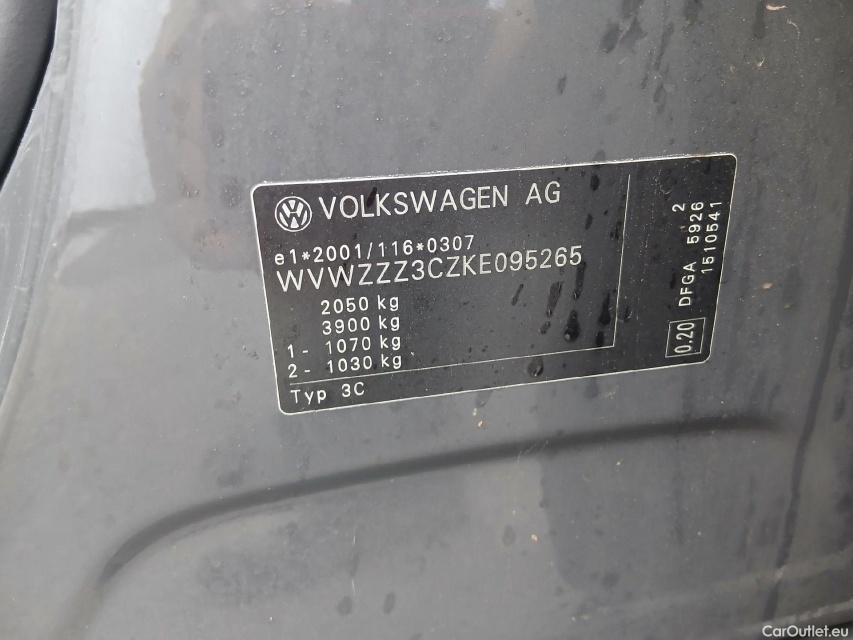 VOLKSWAGEN AG
e1*2001/116*0307
WVWZZZ3CZKE095265
2050 kg
3900 kg
1 - 1070 kg
2 - 1030 kg
Typ 3C
2
DFGA 5926
1510541
0.20
CarOutlet.eu